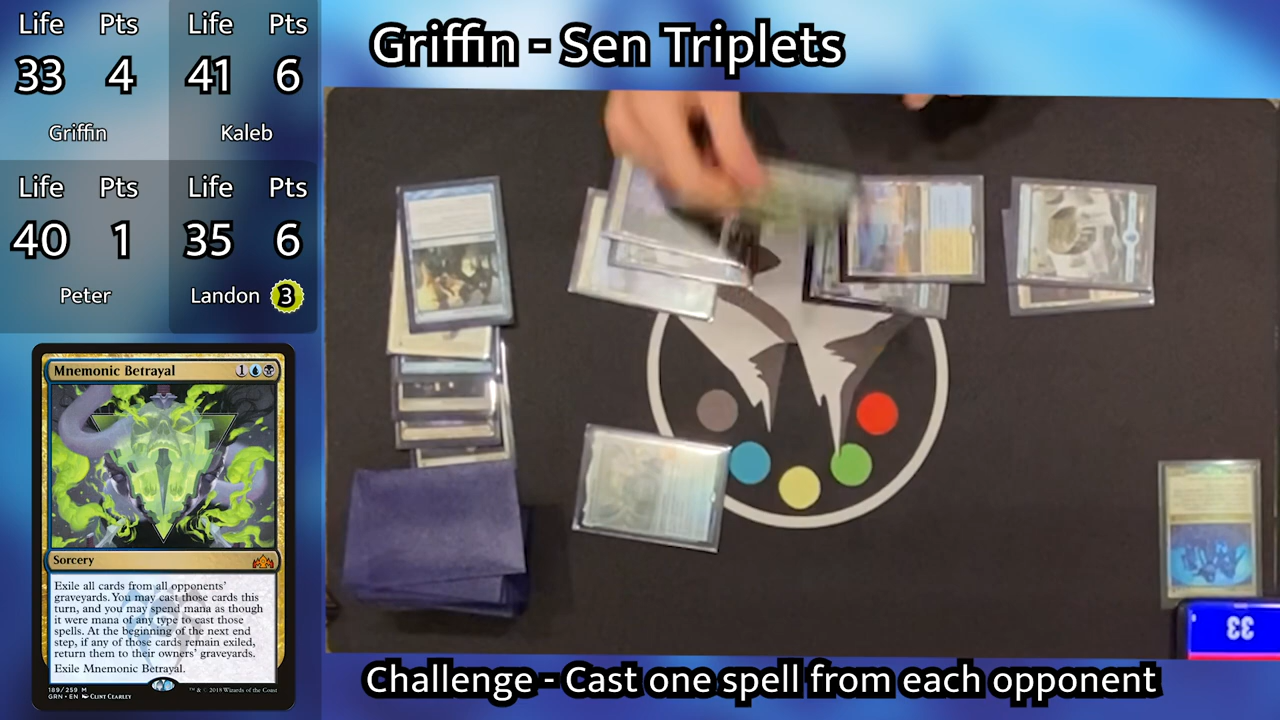 Life Pts
33 4
Griffin
Life Pts
41 6
Kaleb
Life Pts
40 1
Peter
Life Pts
35 6
Landon 3
Griffin - Sen Triplets
Mnemonic Betrayal 1
Sorcery
Exile all cards from all opponents'
graveyards. You may cast those cards this
turn, and you may spend mana as though
it were mana of any type to cast those
spells. At the beginning of the next end
step, if any of those cards remain exiled,
return them to their owners' graveyards.
Exile Mnemonic Betrayal.
189/259 M
GRN • EN Clint Cearley
™ & © 2018 Wizards of the Coast
33
Challenge - Cast one spell from each opponent